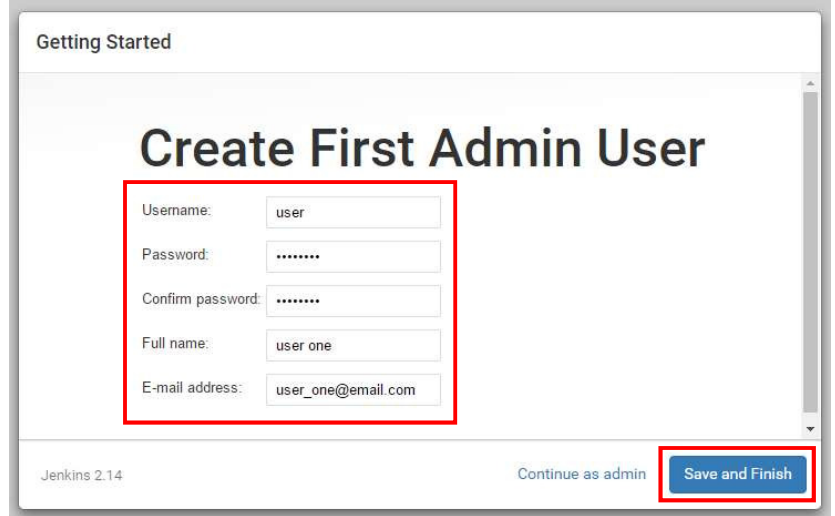 Getting Started
Create First Admin User
Username: user
Password: ••••••••
Confirm password: ••••••••
Full name: user one
E-mail address: user_one@email.com
Jenkins 2.14 Continue as admin Save and Finish